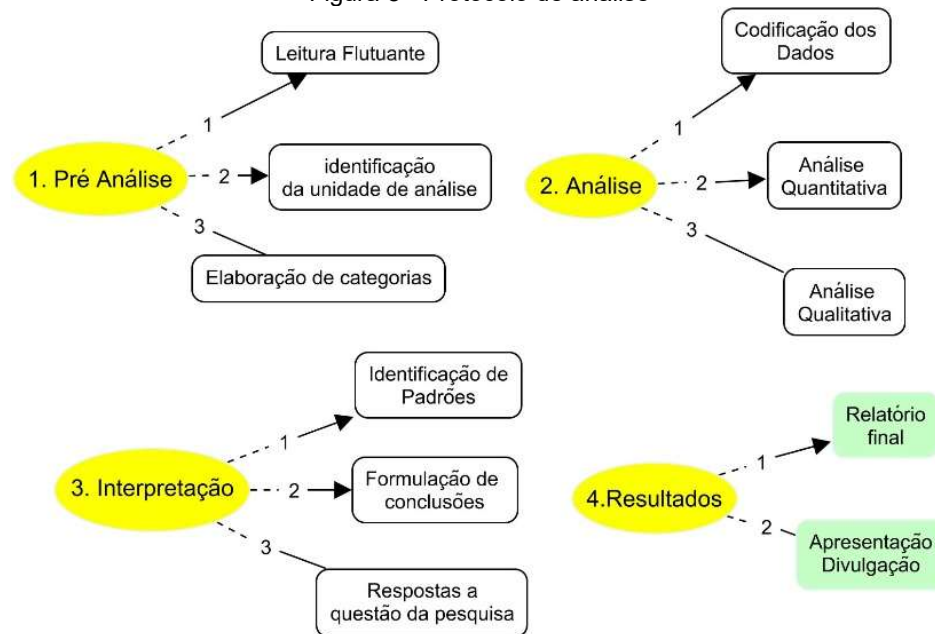 1. Pré Análise
1
Leitura Flutuante
2
identificação
da unidade de análise
3
Elaboração de categorias
2. Análise
1
Codificação dos
Dados
2
Análise
Quantitativa
3
Análise
Qualitativa
3. Interpretação
1
Identificação de
Padrões
2
Formulação de
conclusões
3
Respostas a
questão da pesquisa
4.Resultados
1
Relatório
final
2
Apresentação
Divulgação